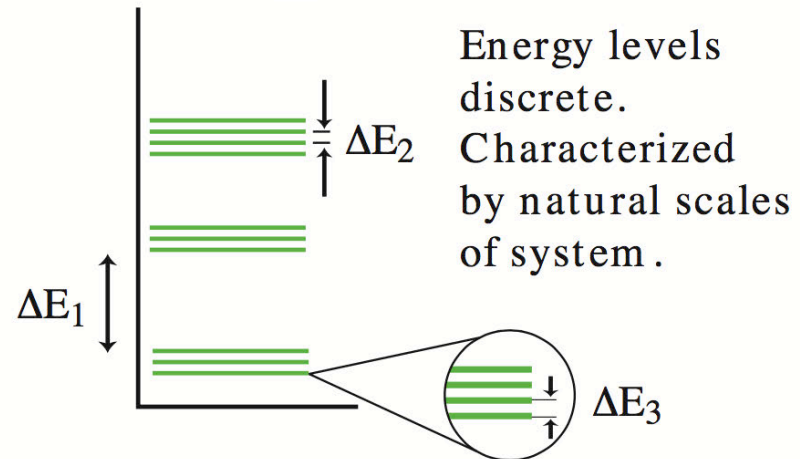 Energy levels
discrete.
Characterized
by natural scales
of system.
ΔE₂
ΔE₁
ΔE₃